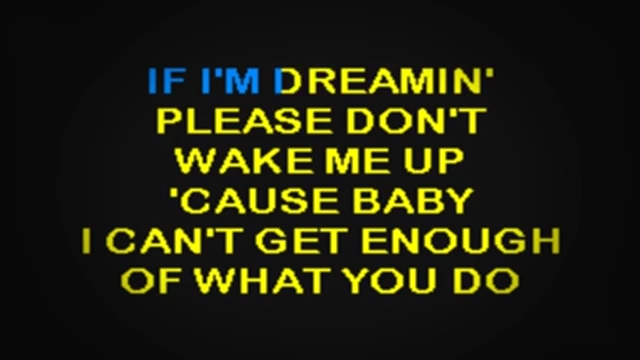 IF I'M DREAMIN'
PLEASE DON'T
WAKE ME UP
'CAUSE BABY
I CAN'T GET ENOUGH
OF WHAT YOU DO